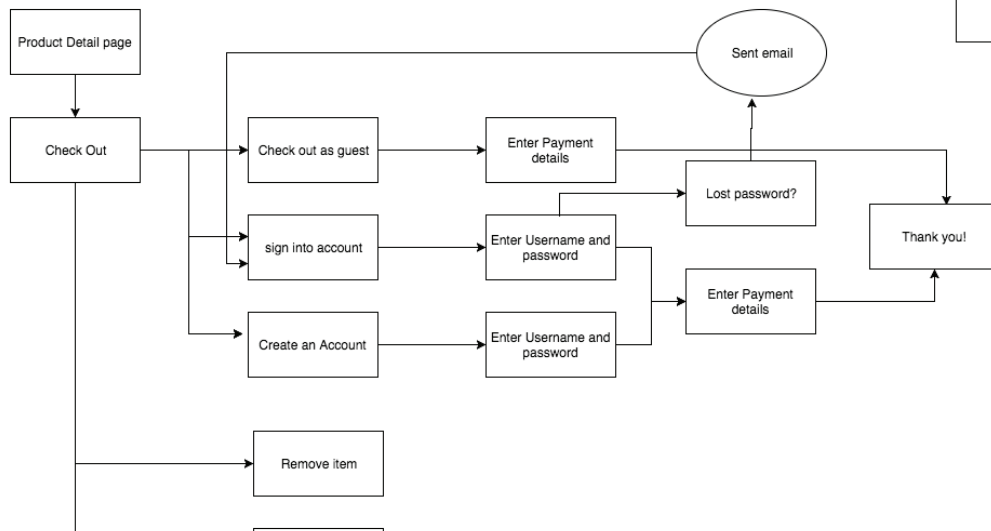 Product Detail page
Sent email
Check Out
Check out as guest
Enter Payment
details
Lost password?
sign into account
Enter Username and
password
Thank you!
Enter Payment
details
Create an Account
Enter Username and
password
Remove item